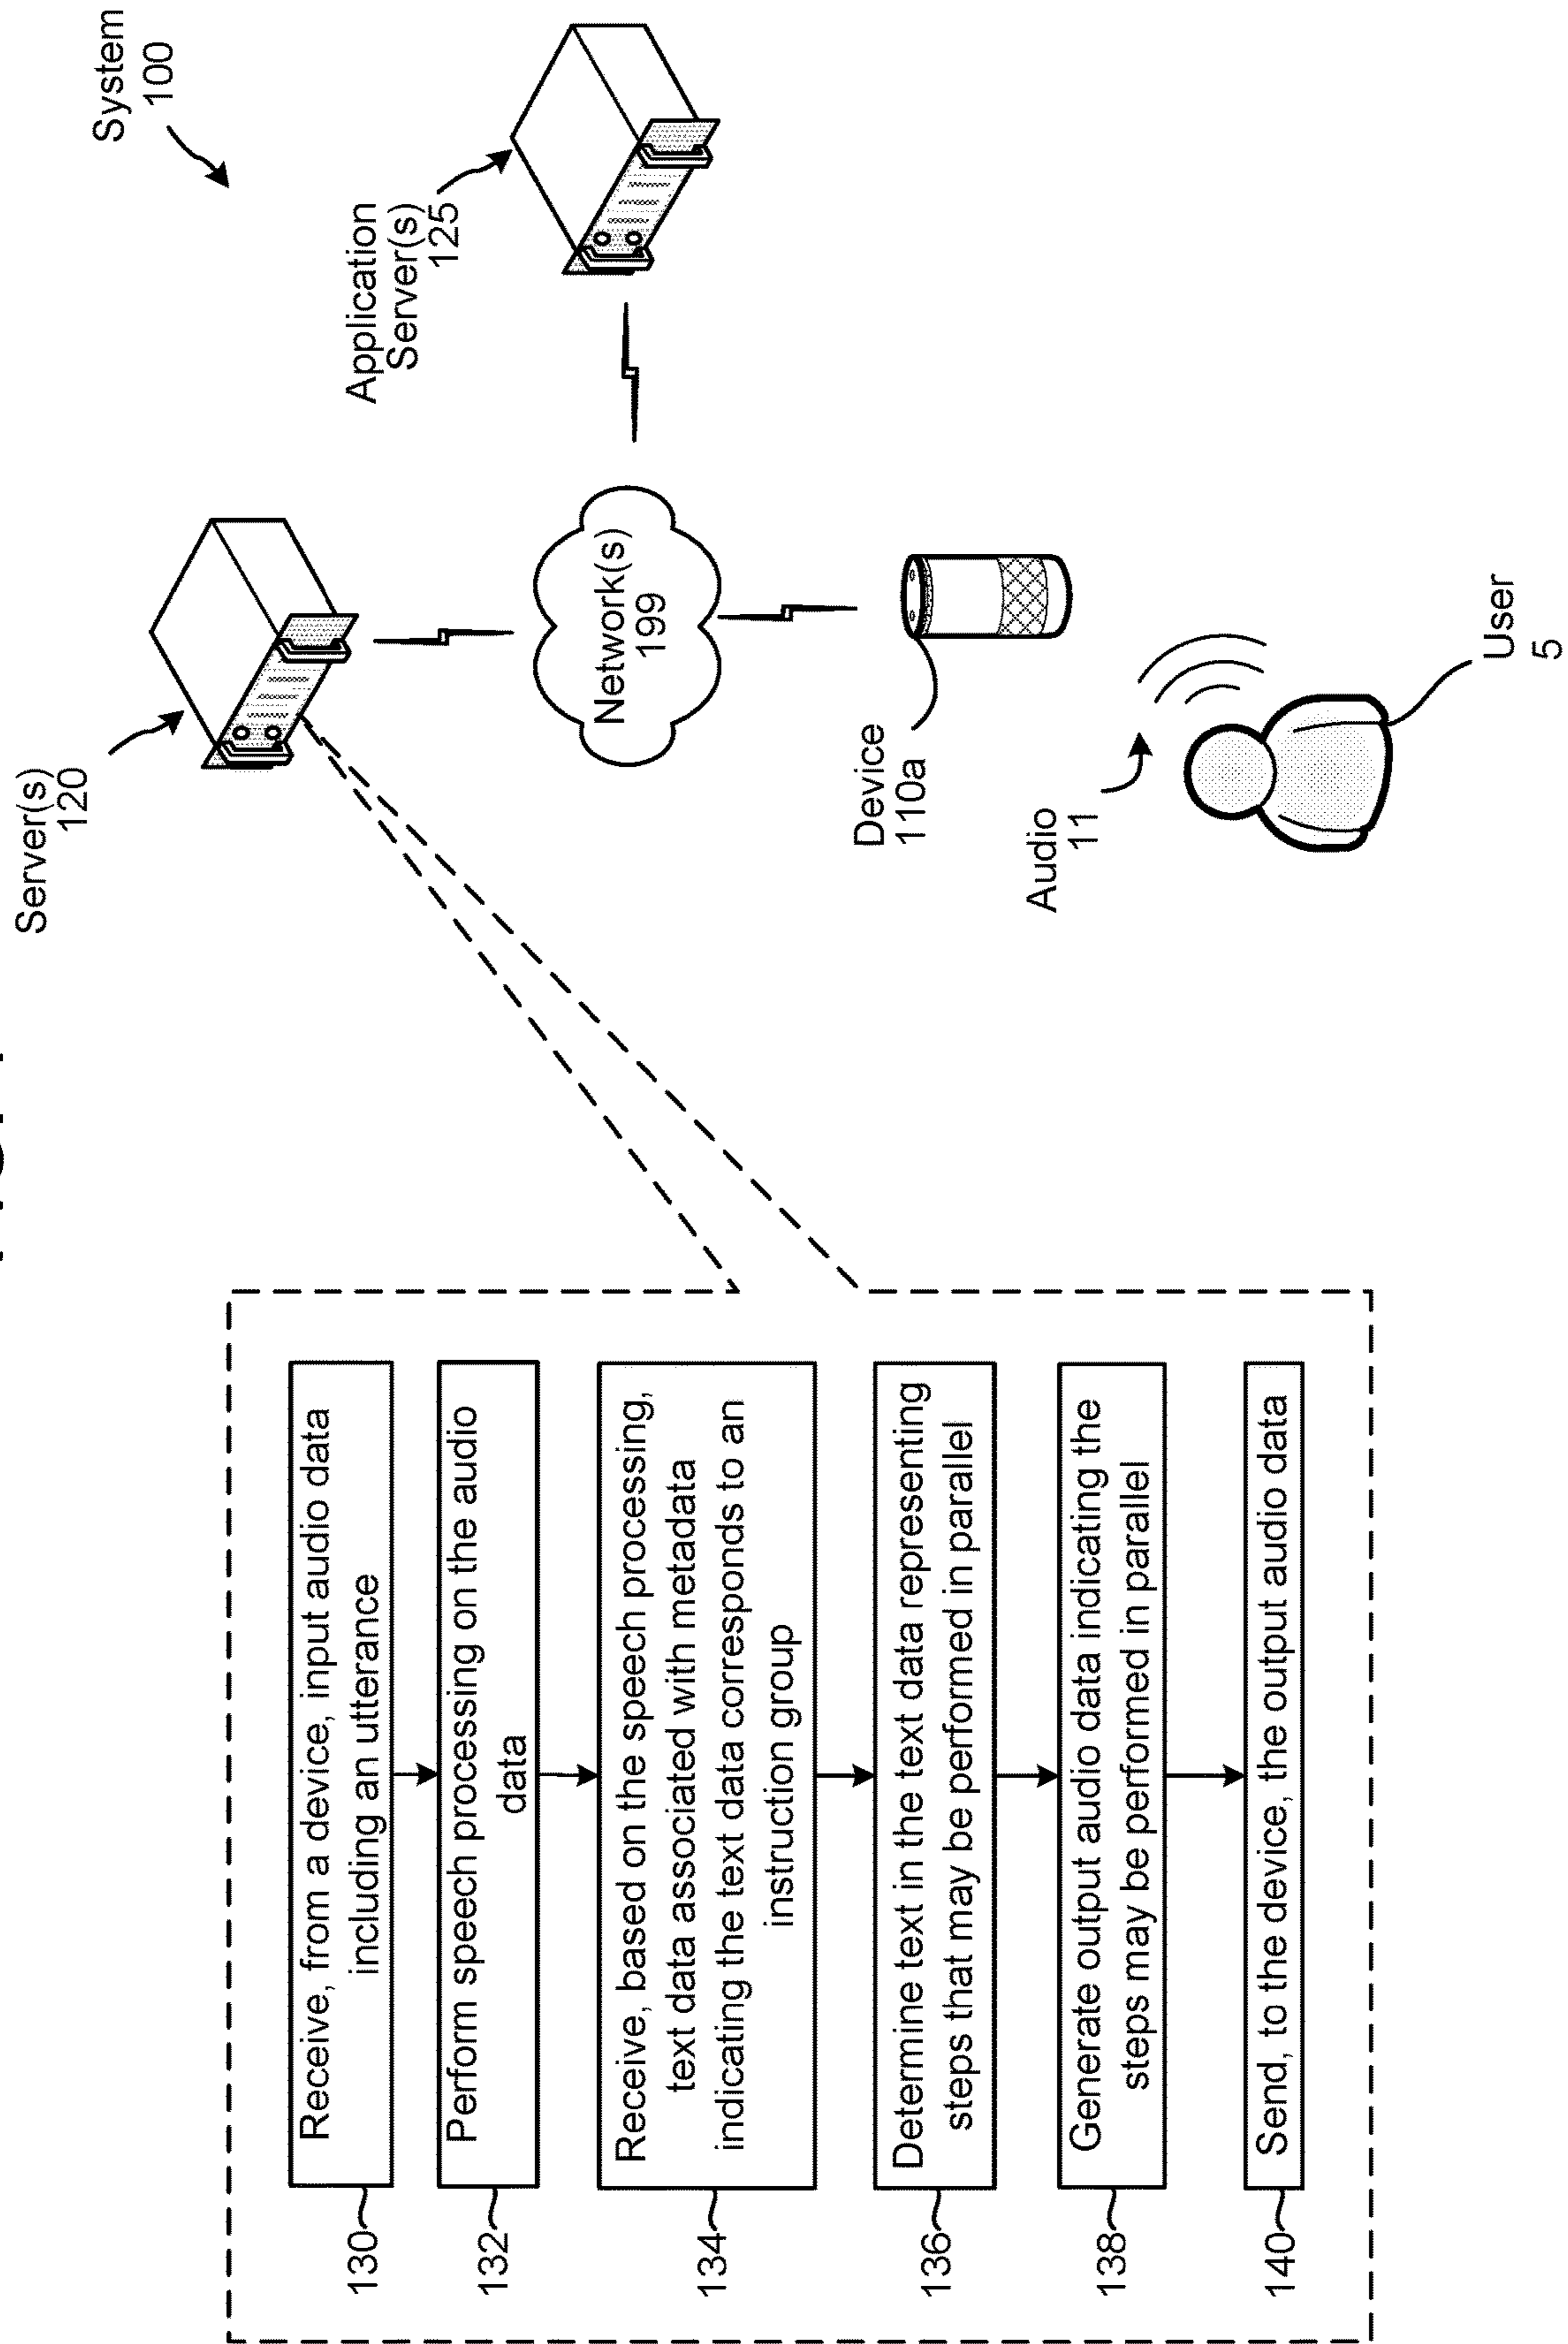 System
100
Server(s)
120
Application
Server(s)
125
Network(s)
199
Device
110a
Audio
11
User
5
130
Receive, from a device, input audio data
including an utterance
132
Perform speech processing on the audio
data
134
Receive, based on the speech processing,
text data associated with metadata
indicating the text data corresponds to an
instruction group
136
Determine text in the text data representing
steps that may be performed in parallel
138
Generate output audio data indicating the
steps may be performed in parallel
140
Send, to the device, the output audio data